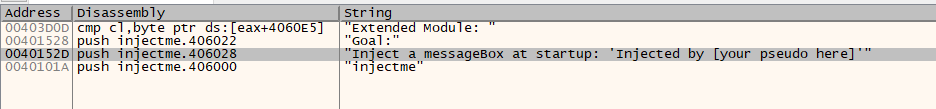 Address Disassembly String
00403D0D cmp cl,byte ptr ds:[eax+4060E5] "Extended Module: "
00401528 push injectme.406022 "Goal:"
0040152D push injectme.406028 "Inject a messageBox at startup: 'Injected by [your pseudo here]'"
0040101A push injectme.406000 "injectme"